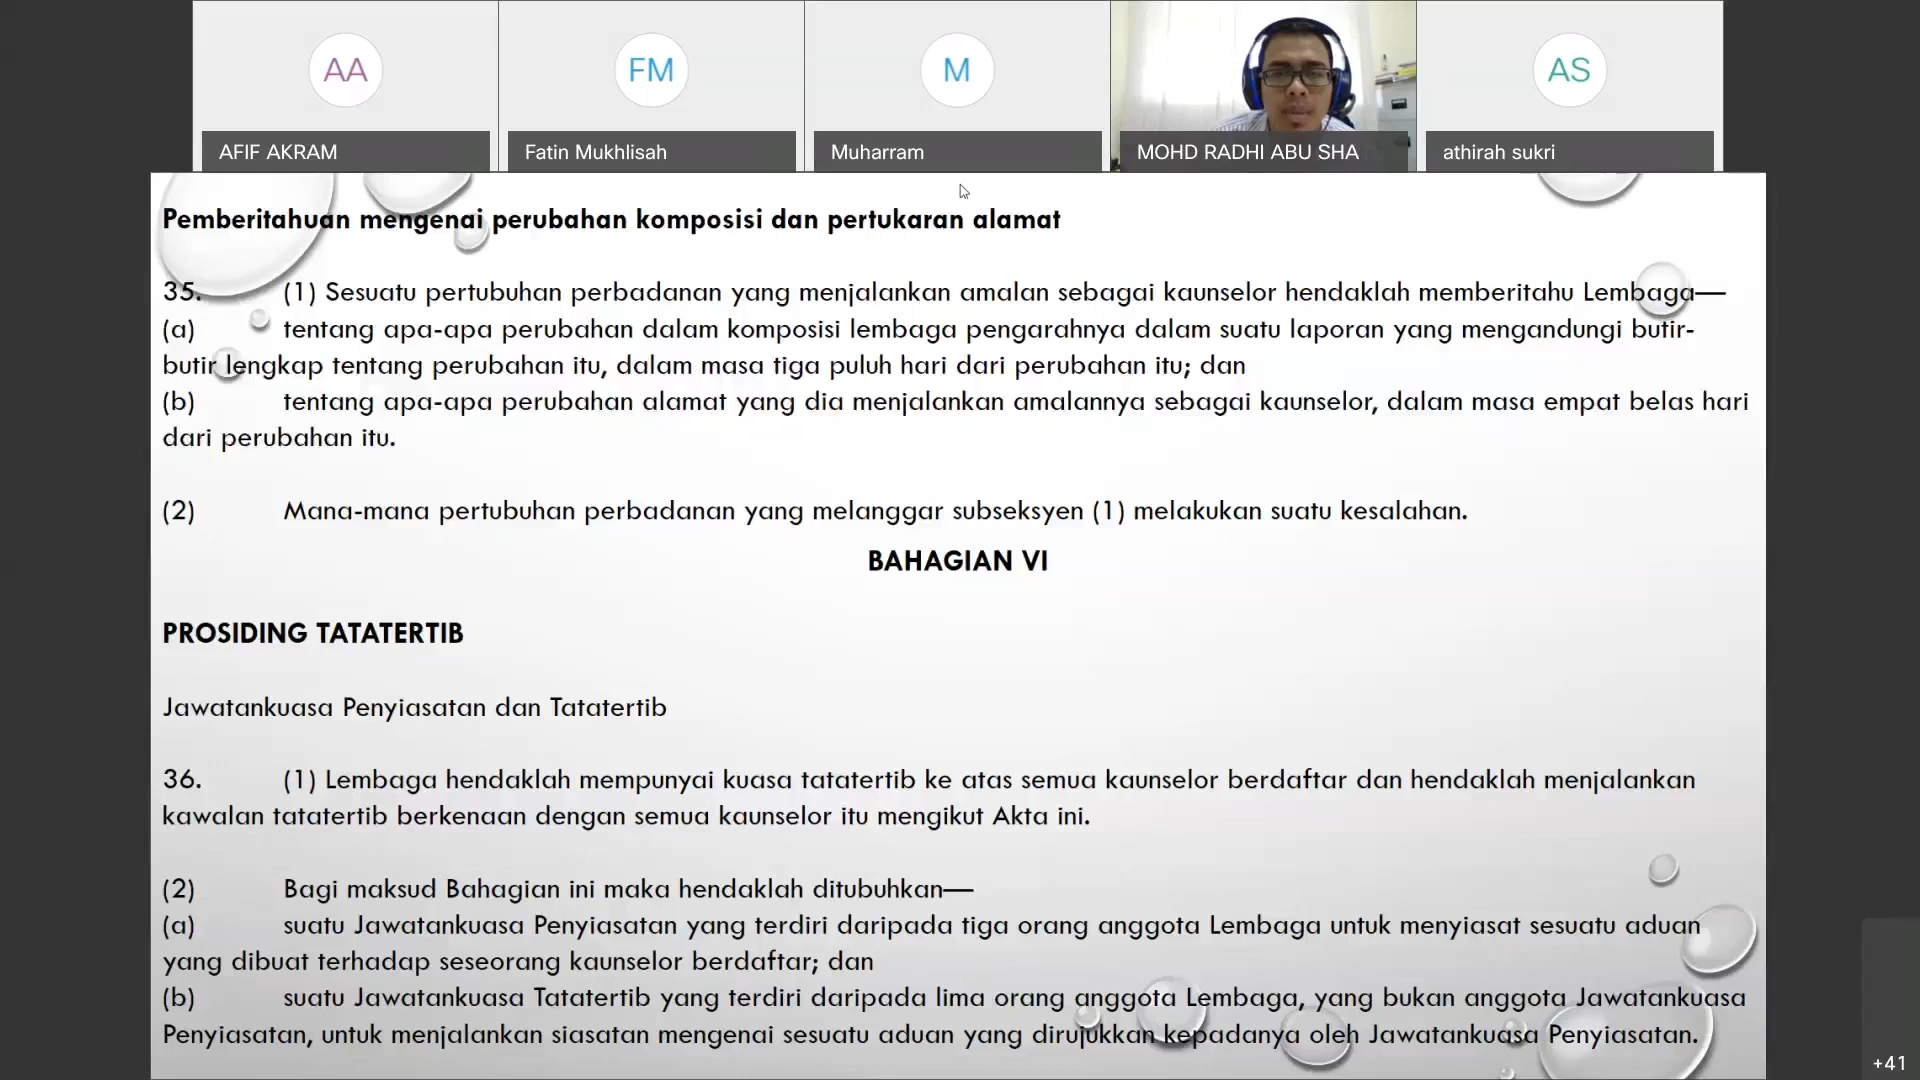 AA
FM
M
AS
AFIF AKRAM
Fatin Mukhlisah
Muharram
MOHD RADHI ABU SHA
athirah sukri
Pemberitahuan mengenai perubahan komposisi dan pertukaran alamat
35. (1) Sesuatu pertubuhan perbadanan yang menjalankan amalan sebagai kaunselor hendaklah memberitahu Lembaga—
(a) tentang apa-apa perubahan dalam komposisi lembaga pengarahnya dalam suatu laporan yang mengandungi butir-
butir lengkap tentang perubahan itu, dalam masa tiga puluh hari dari perubahan itu; dan
(b) tentang apa-apa perubahan alamat yang dia menjalankan amalannya sebagai kaunselor, dalam masa empat belas hari
dari perubahan itu.
(2) Mana-mana pertubuhan perbadanan yang melanggar subseksyen (1) melakukan suatu kesalahan.
BAHAGIAN VI
PROSIDING TATATERTIB
Jawatankuasa Penyiasatan dan Tatatertib
36. (1) Lembaga hendaklah mempunyai kuasa tatatertib ke atas semua kaunselor berdaftar dan hendaklah menjalankan
kawalan tatatertib berkenaan dengan semua kaunselor itu mengikut Akta ini.
(2) Bagi maksud Bahagian ini maka hendaklah ditubuhkan—
(a) suatu Jawatankuasa Penyiasatan yang terdiri daripada tiga orang anggota Lembaga untuk menyiasat sesuatu aduan
yang dibuat terhadap seseorang kaunselor berdaftar; dan
(b) suatu Jawatankuasa Tatatertib yang terdiri daripada lima orang anggota Lembaga, yang bukan anggota Jawatankuasa
Penyiasatan, untuk menjalankan siasatan mengenai sesuatu aduan yang dirujukkan kepadanya oleh Jawatankuasa Penyiasatan.
+41